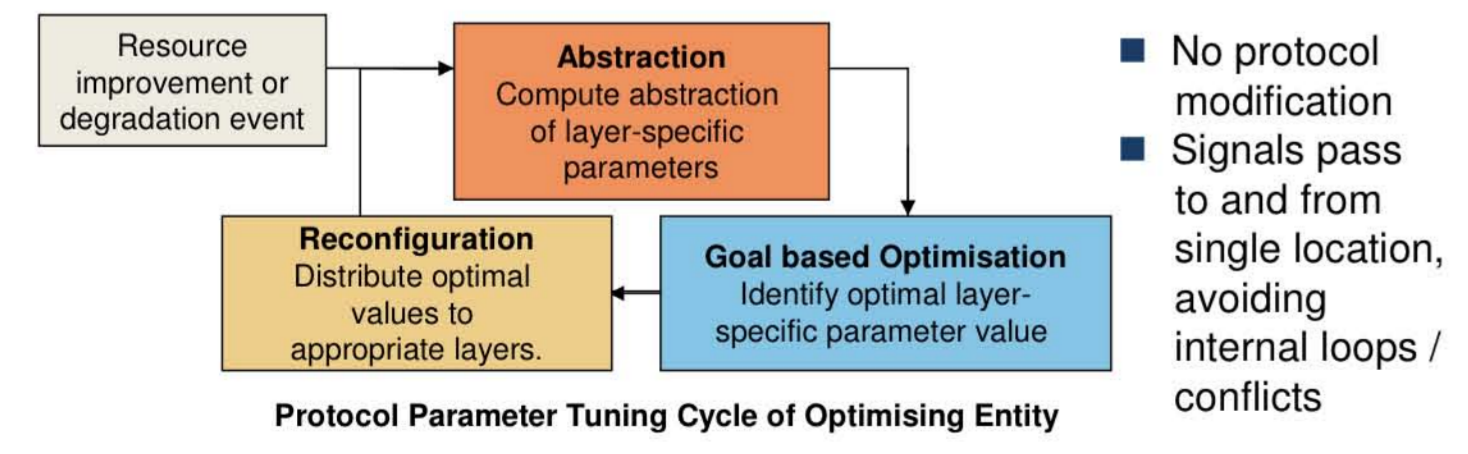 Resource
improvement or
degradation event
Abstraction
Compute abstraction
of layer-specific
parameters
Reconfiguration
Distribute optimal
values to
appropriate layers.
Goal based Optimisation
Identify optimal layer-
specific parameter value
Protocol Parameter Tuning Cycle of Optimising Entity
No protocol
modification
Signals pass
to and from
single location,
avoiding
internal loops /
conflicts